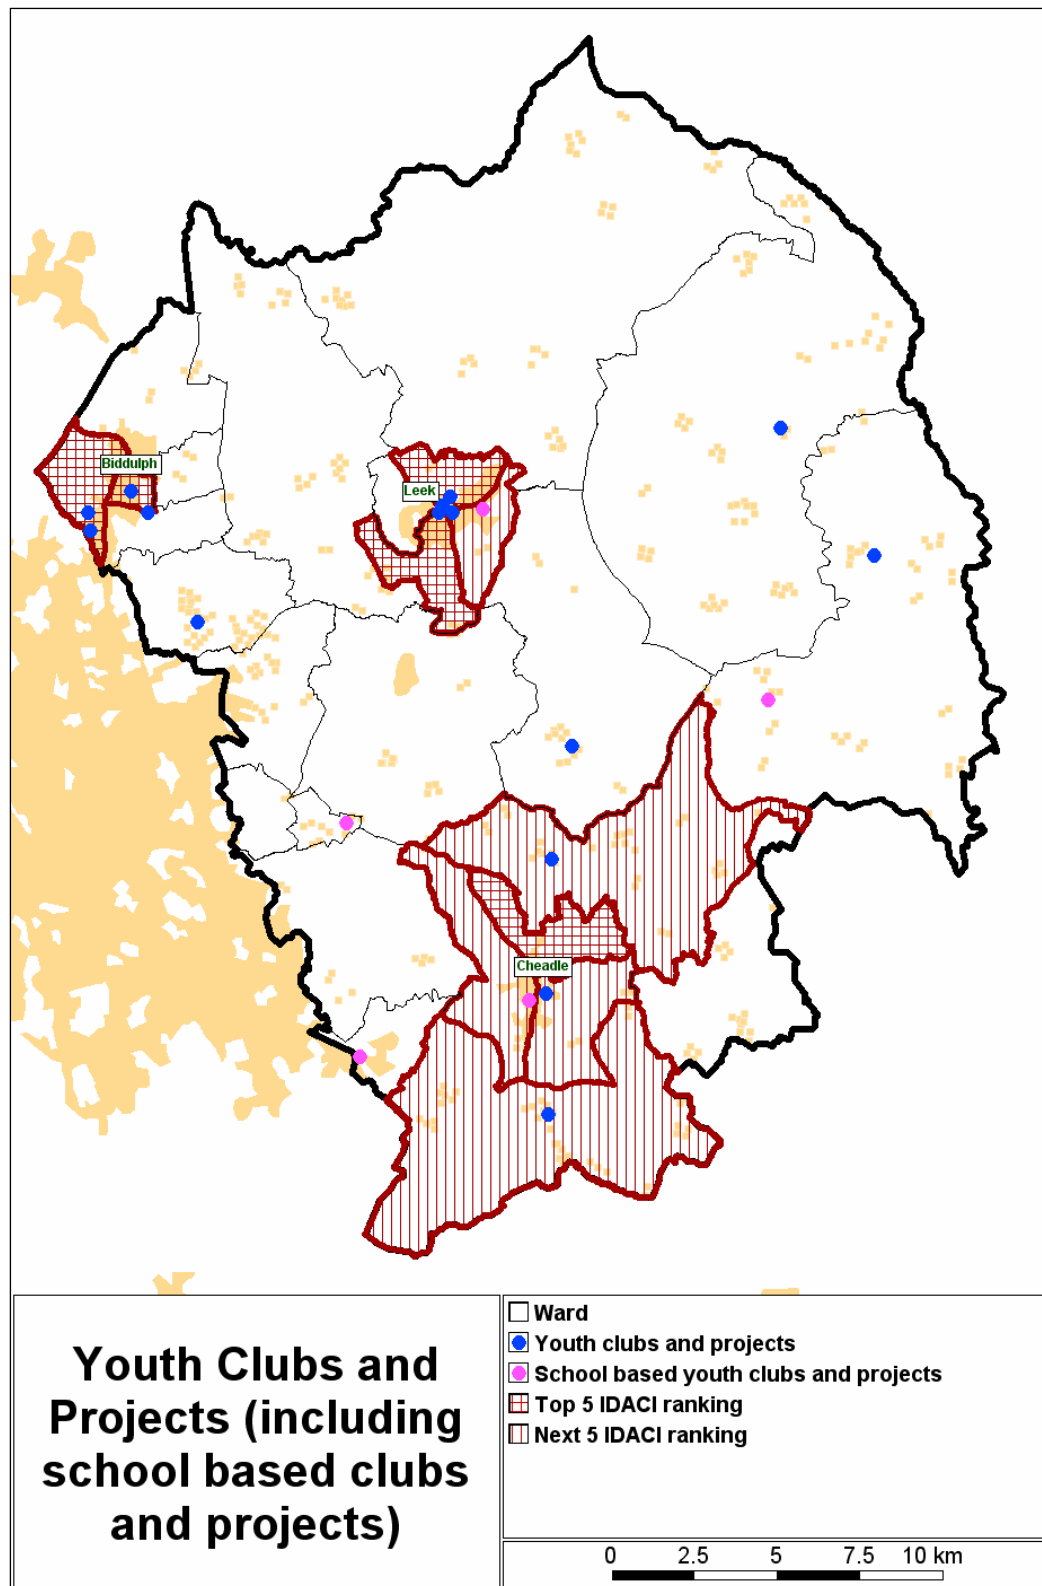 Biddulph
Leek
Cheadle
Youth Clubs and
Projects (including
school based clubs
and projects)
Ward
Youth clubs and projects
School based youth clubs and projects
Top 5 IDACI ranking
Next 5 IDACI ranking
0 2.5 5 7.5 10 km